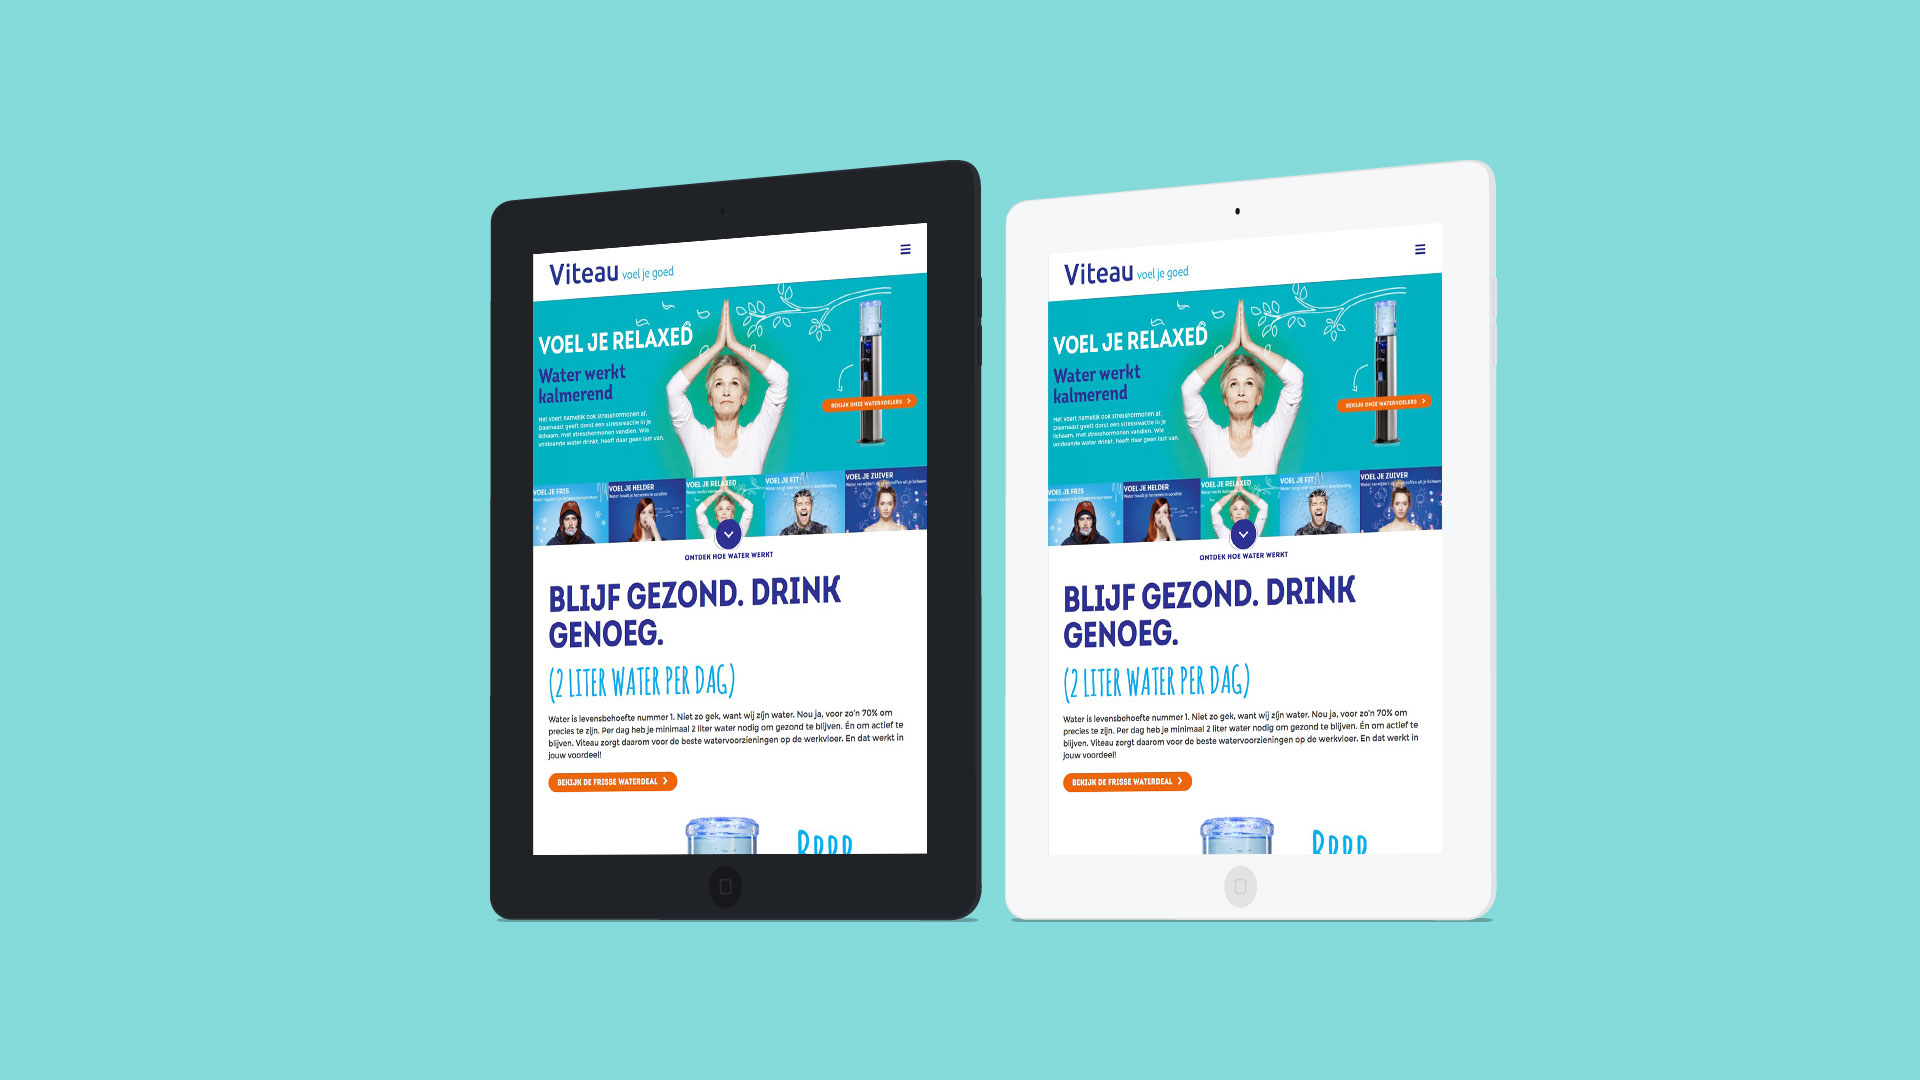 Viteau voel je goed
VOEL JE RELAXED
Water werkt
kalmerend
Het voert namelijk ook stresshormonen af.
Daarnaast geeft dorst een stressreactie in je
lichaam, met stresshormonen vandien. Wie
voldoende water drinkt, heeft daar geen last van.
BEKIJK ONZE WATERKOELERS
VOEL JE FRIS
VOEL JE HELDER
VOEL JE RELAXED
VOEL JE FIT
VOEL JE ZUIVER
ONTDEK HOE WATER WERKT
BLIJF GEZOND. DRINK
GENOEG.
(2 LITER WATER PER DAG)
Water is levensbehoefte nummer 1. Niet zo gek, want wij zíjn water. Nou ja, voor zo'n 70% om
precies te zijn. Per dag heb je minimaal 2 liter water nodig om gezond te blijven. Én om actief te
blijven. Viteau zorgt daarom voor de beste watervoorzieningen op de werkvloer. En dat werkt in
jouw voordeel!
BEKIJK DE FRISSE WATERDEAL
Viteau voel je goed
VOEL JE RELAXED
Water werkt
kalmerend
Het voert namelijk ook stresshormonen af.
Daarnaast geeft dorst een stressreactie in je
lichaam, met stresshormonen vandien. Wie
voldoende water drinkt, heeft daar geen last van.
BEKIJK ONZE WATERKOELERS
VOEL JE FRIS
VOEL JE HELDER
VOEL JE RELAXED
VOEL JE FIT
VOEL JE ZUIVER
ONTDEK HOE WATER WERKT
BLIJF GEZOND. DRINK
GENOEG.
(2 LITER WATER PER DAG)
Water is levensbehoefte nummer 1. Niet zo gek, want wij zíjn water. Nou ja, voor zo'n 70% om
precies te zijn. Per dag heb je minimaal 2 liter water nodig om gezond te blijven. Én om actief te
blijven. Viteau zorgt daarom voor de beste watervoorzieningen op de werkvloer. En dat werkt in
jouw voordeel!
BEKIJK DE FRISSE WATERDEAL